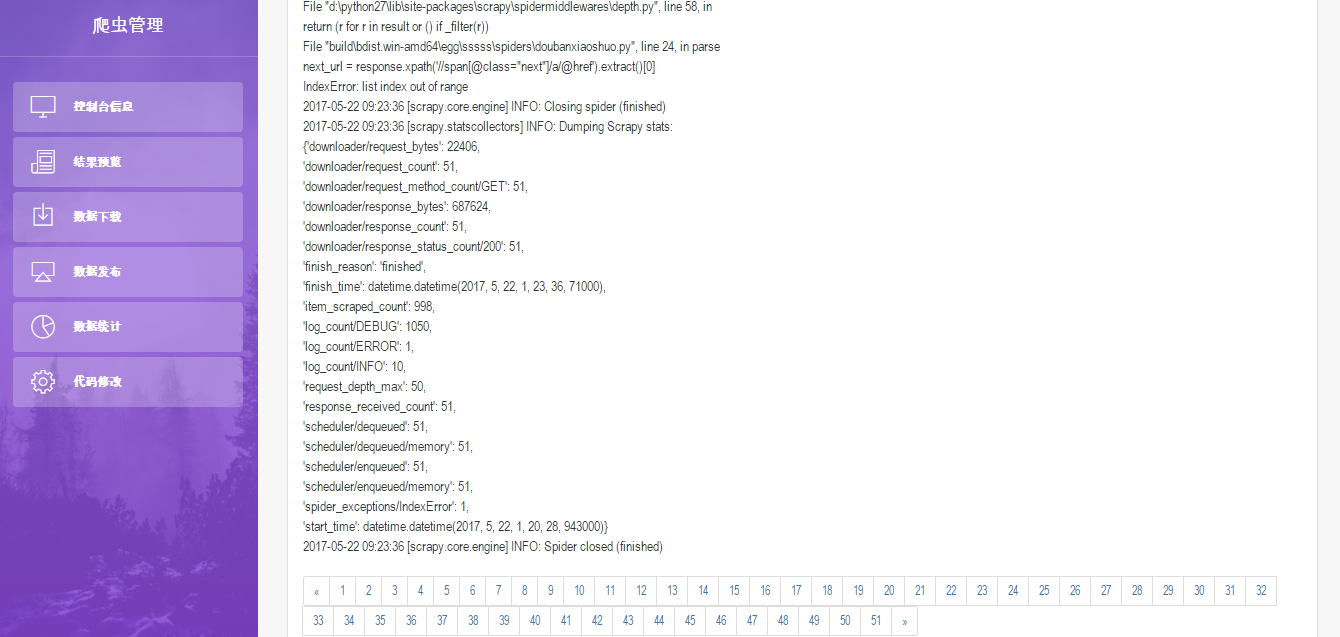 爬虫管理
控制台信息
结果预览
数据下载
数据发布
数据统计
代码修改
File "d:\python27\lib\site-packages\scrapy\spidermiddlewares\depth.py", line 58, in
return (r for r in result or () if _filter(r))
File "build\bdist.win-amd64\egg\sssss\spiders\doubanxiaoshuo.py", line 24, in parse
next_url = response.xpath('//span[@class="next"]/a/@href').extract()[0]
IndexError: list index out of range
2017-05-22 09:23:36 [scrapy.core.engine] INFO: Closing spider (finished)
2017-05-22 09:23:36 [scrapy.statscollectors] INFO: Dumping Scrapy stats:
{'downloader/request_bytes': 22406,
'downloader/request_count': 51,
'downloader/request_method_count/GET': 51,
'downloader/response_bytes': 687624,
'downloader/response_count': 51,
'downloader/response_status_count/200': 51,
'finish_reason': 'finished',
'finish_time': datetime.datetime(2017, 5, 22, 1, 23, 36, 71000),
'item_scraped_count': 998,
'log_count/DEBUG': 1050,
'log_count/ERROR': 1,
'log_count/INFO': 10,
'request_depth_max': 50,
'response_received_count': 51,
'scheduler/dequeued': 51,
'scheduler/dequeued/memory': 51,
'scheduler/enqueued': 51,
'scheduler/enqueued/memory': 51,
'spider_exceptions/IndexError': 1,
'start_time': datetime.datetime(2017, 5, 22, 1, 20, 28, 943000)}
2017-05-22 09:23:36 [scrapy.core.engine] INFO: Spider closed (finished)
« 1 2 3 4 5 6 7 8 9 10 11 12 13 14 15 16 17 18 19 20 21 22 23 24 25 26 27 28 29 30 31 32
33 34 35 36 37 38 39 40 41 42 43 44 45 46 47 48 49 50 51 »